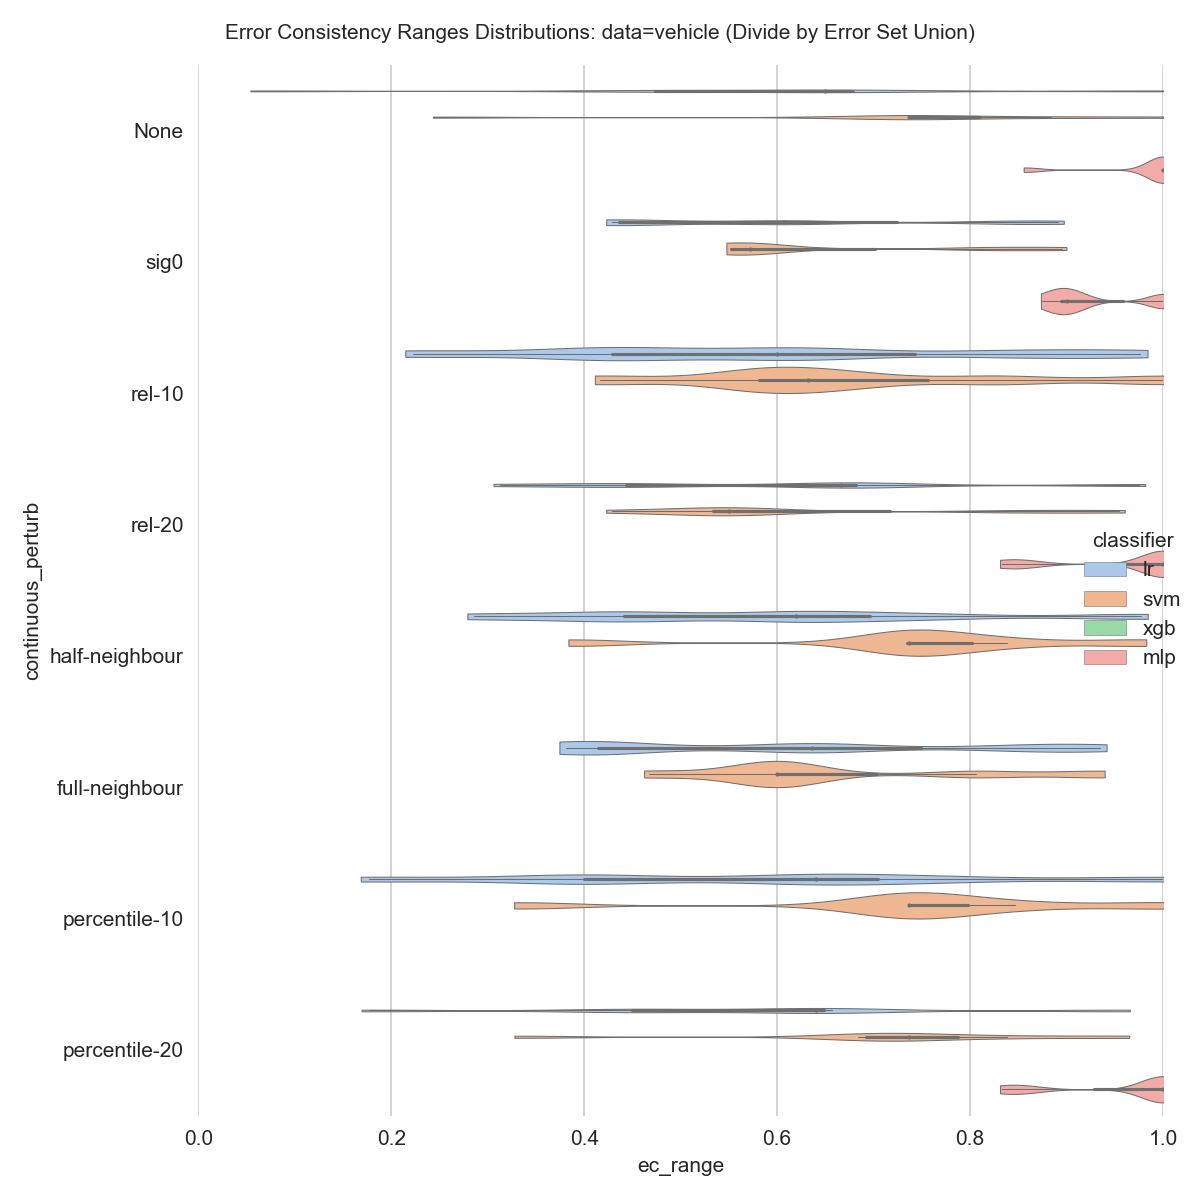 Error Consistency Ranges Distributions: data=vehicle (Divide by Error Set Union)
continuous_perturb
None
sig0
rel-10
rel-20
half-neighbour
full-neighbour
percentile-10
percentile-20
classifier
lr
svm
xgb
mlp
0.0 0.2 0.4 0.6 0.8 1.0
ec_range